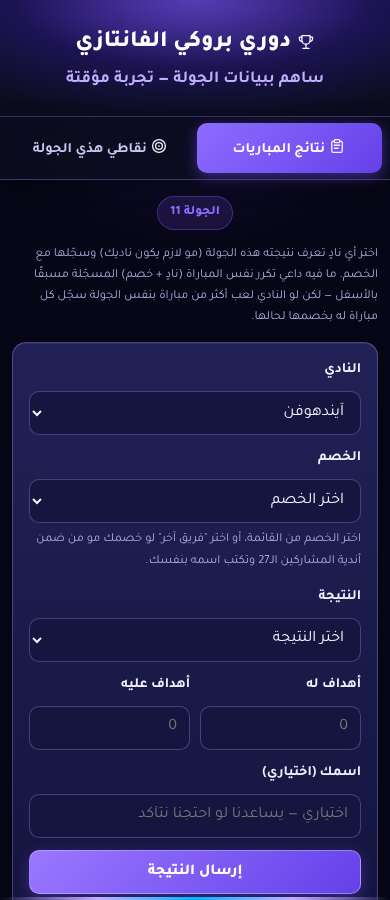 دوري بروكي الفانتازي
ساهم ببيانات الجولة – تجربة مؤقتة
نتائج المباريات
نقاطي هذي الجولة
الجولة 11
اختر أي نادٍ تعرف نتيجته هذه الجولة (مو لازم يكون ناديك) وسجّلها مع
الخصم. ما فيه داعي تكرر نفس المباراة (نادٍ + خصم) المسجّلة مسبقًا
بالأسفل – لكن لو النادي لعب أكثر من مباراة بنفس الجولة سجّل كل
مباراة له بخصمها لحالها.
النادي
آيندهوفن
الخصم
اختر الخصم
اختر الخصم من القائمة، أو اختر "فريق آخر" لو خصمك مو من ضمن
أندية المشاركين الـ27 وتكتب اسمه بنفسك.
النتيجة
اختر النتيجة
أهداف له
أهداف عليه
0
0
اسمك (اختياري)
اختياري – يساعدنا لو احتجنا نتأكد
إرسال النتيجة